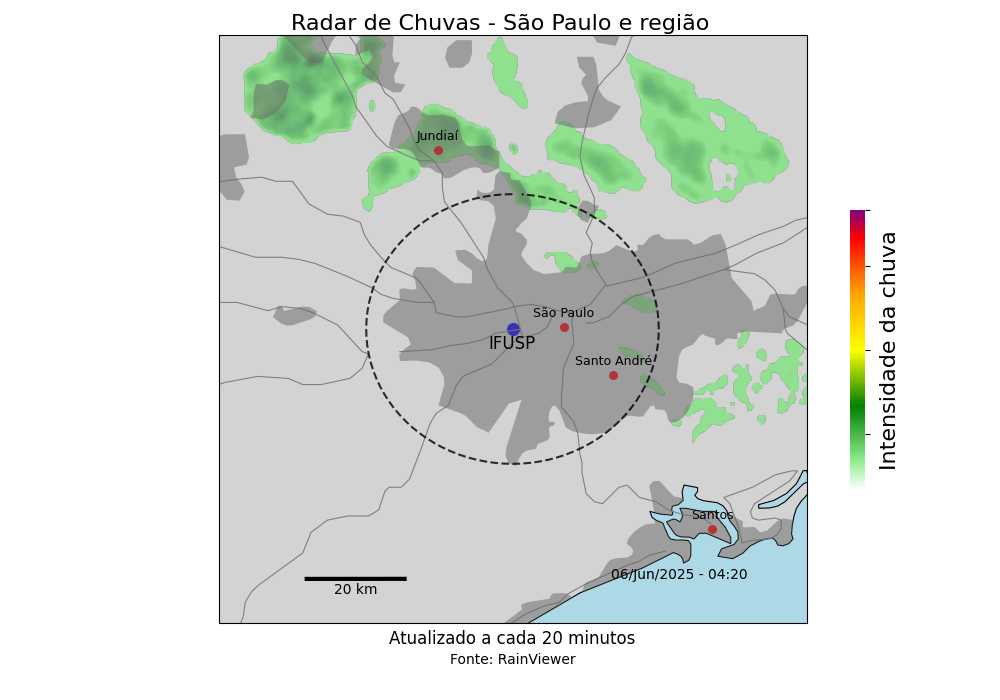 Radar de Chuvas - São Paulo e região
Jundiaí
São Paulo
IFUSP
Santo André
Intensidade da chuva
Santos
06/Jun/2025 - 04:20
20 km
Atualizado a cada 20 minutos
Fonte: RainViewer